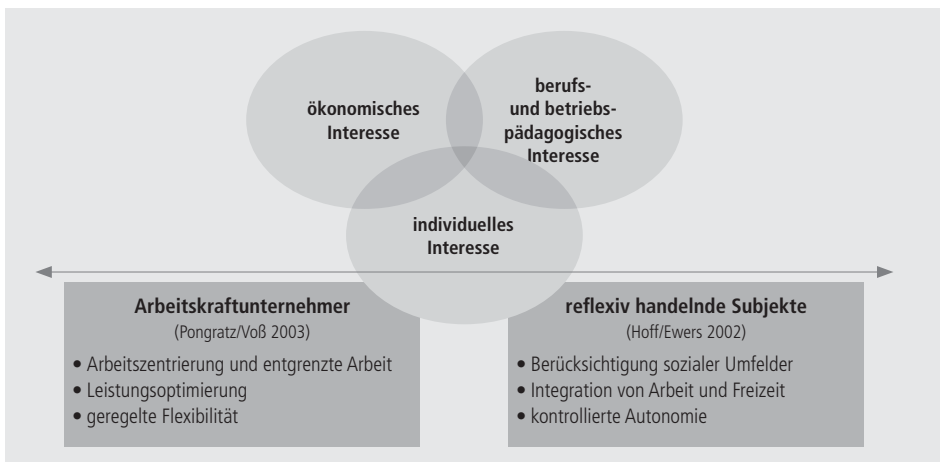 ökonomisches
Interesse
berufs-
und betriebs-
pädagogisches
Interesse
individuelles
Interesse
Arbeitskraftunternehmer
(Pongratz/Voß 2003)
• Arbeitszentrierung und entgrenzte Arbeit
• Leistungsoptimierung
• geregelte Flexibilität
reflexiv handelnde Subjekte
(Hoff/Ewers 2002)
• Berücksichtigung sozialer Umfelder
• Integration von Arbeit und Freizeit
• kontrollierte Autonomie